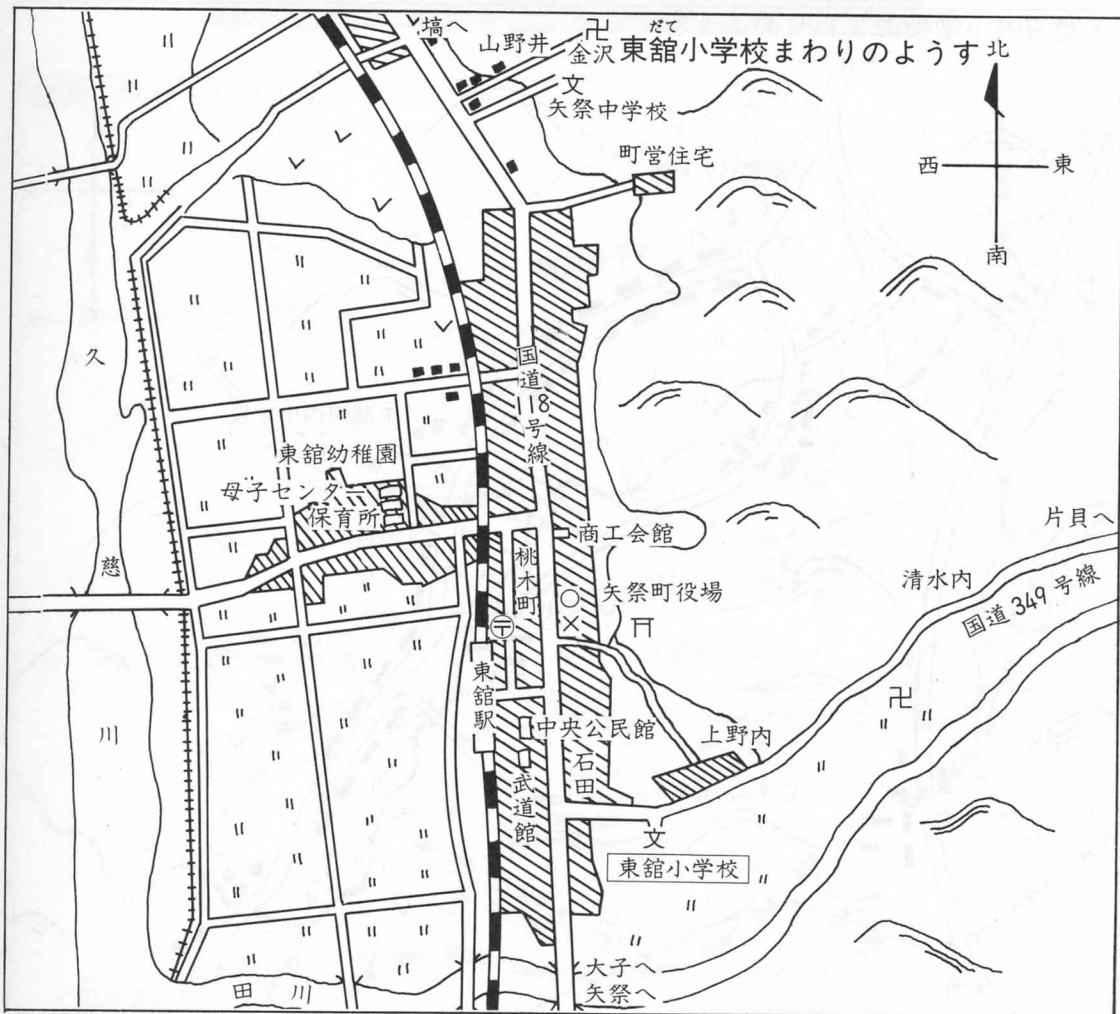 だて
東舘小学校まわりのようす
北
西
東
南
塙へ
山野井
卍
金沢
文
矢祭中学校
町営住宅
国道118号線
久慈川
東舘幼稚園
母子センター
保育所
商工会館
桃木町
矢祭町役場
〒
東舘駅
中央公民館
武道館
石田
上野内
清水内
片貝へ
国道349号線
卍
文
東舘小学校
大子へ
矢祭へ
田川